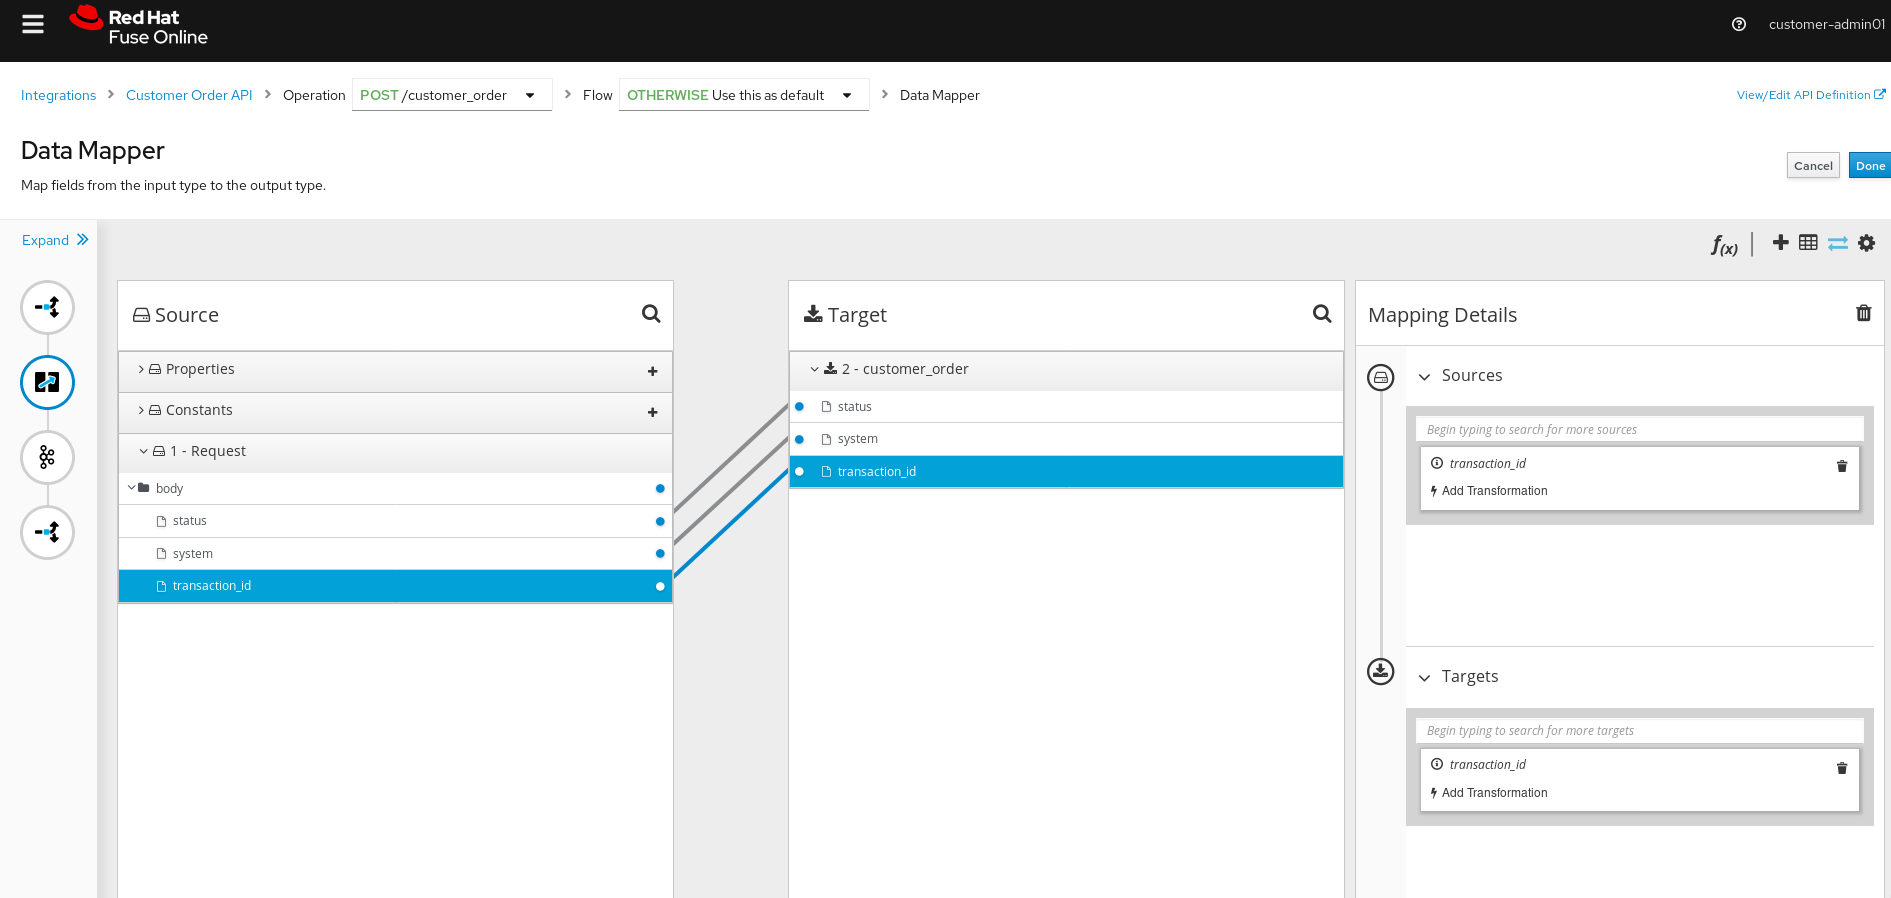 Red Hat
Fuse Online
customer-admin01
Integrations > Customer Order API > Operation POST /customer_order > Flow OTHERWISE Use this as default > Data Mapper
View/Edit API Definition
Data Mapper
Map fields from the input type to the output type.
Cancel
Done
Expand
f(x)
Source
Properties
Constants
1 - Request
body
status
system
transaction_id
Target
2 - customer_order
status
system
transaction_id
Mapping Details
Sources
Begin typing to search for more sources
transaction_id
Add Transformation
Targets
Begin typing to search for more targets
transaction_id
Add Transformation